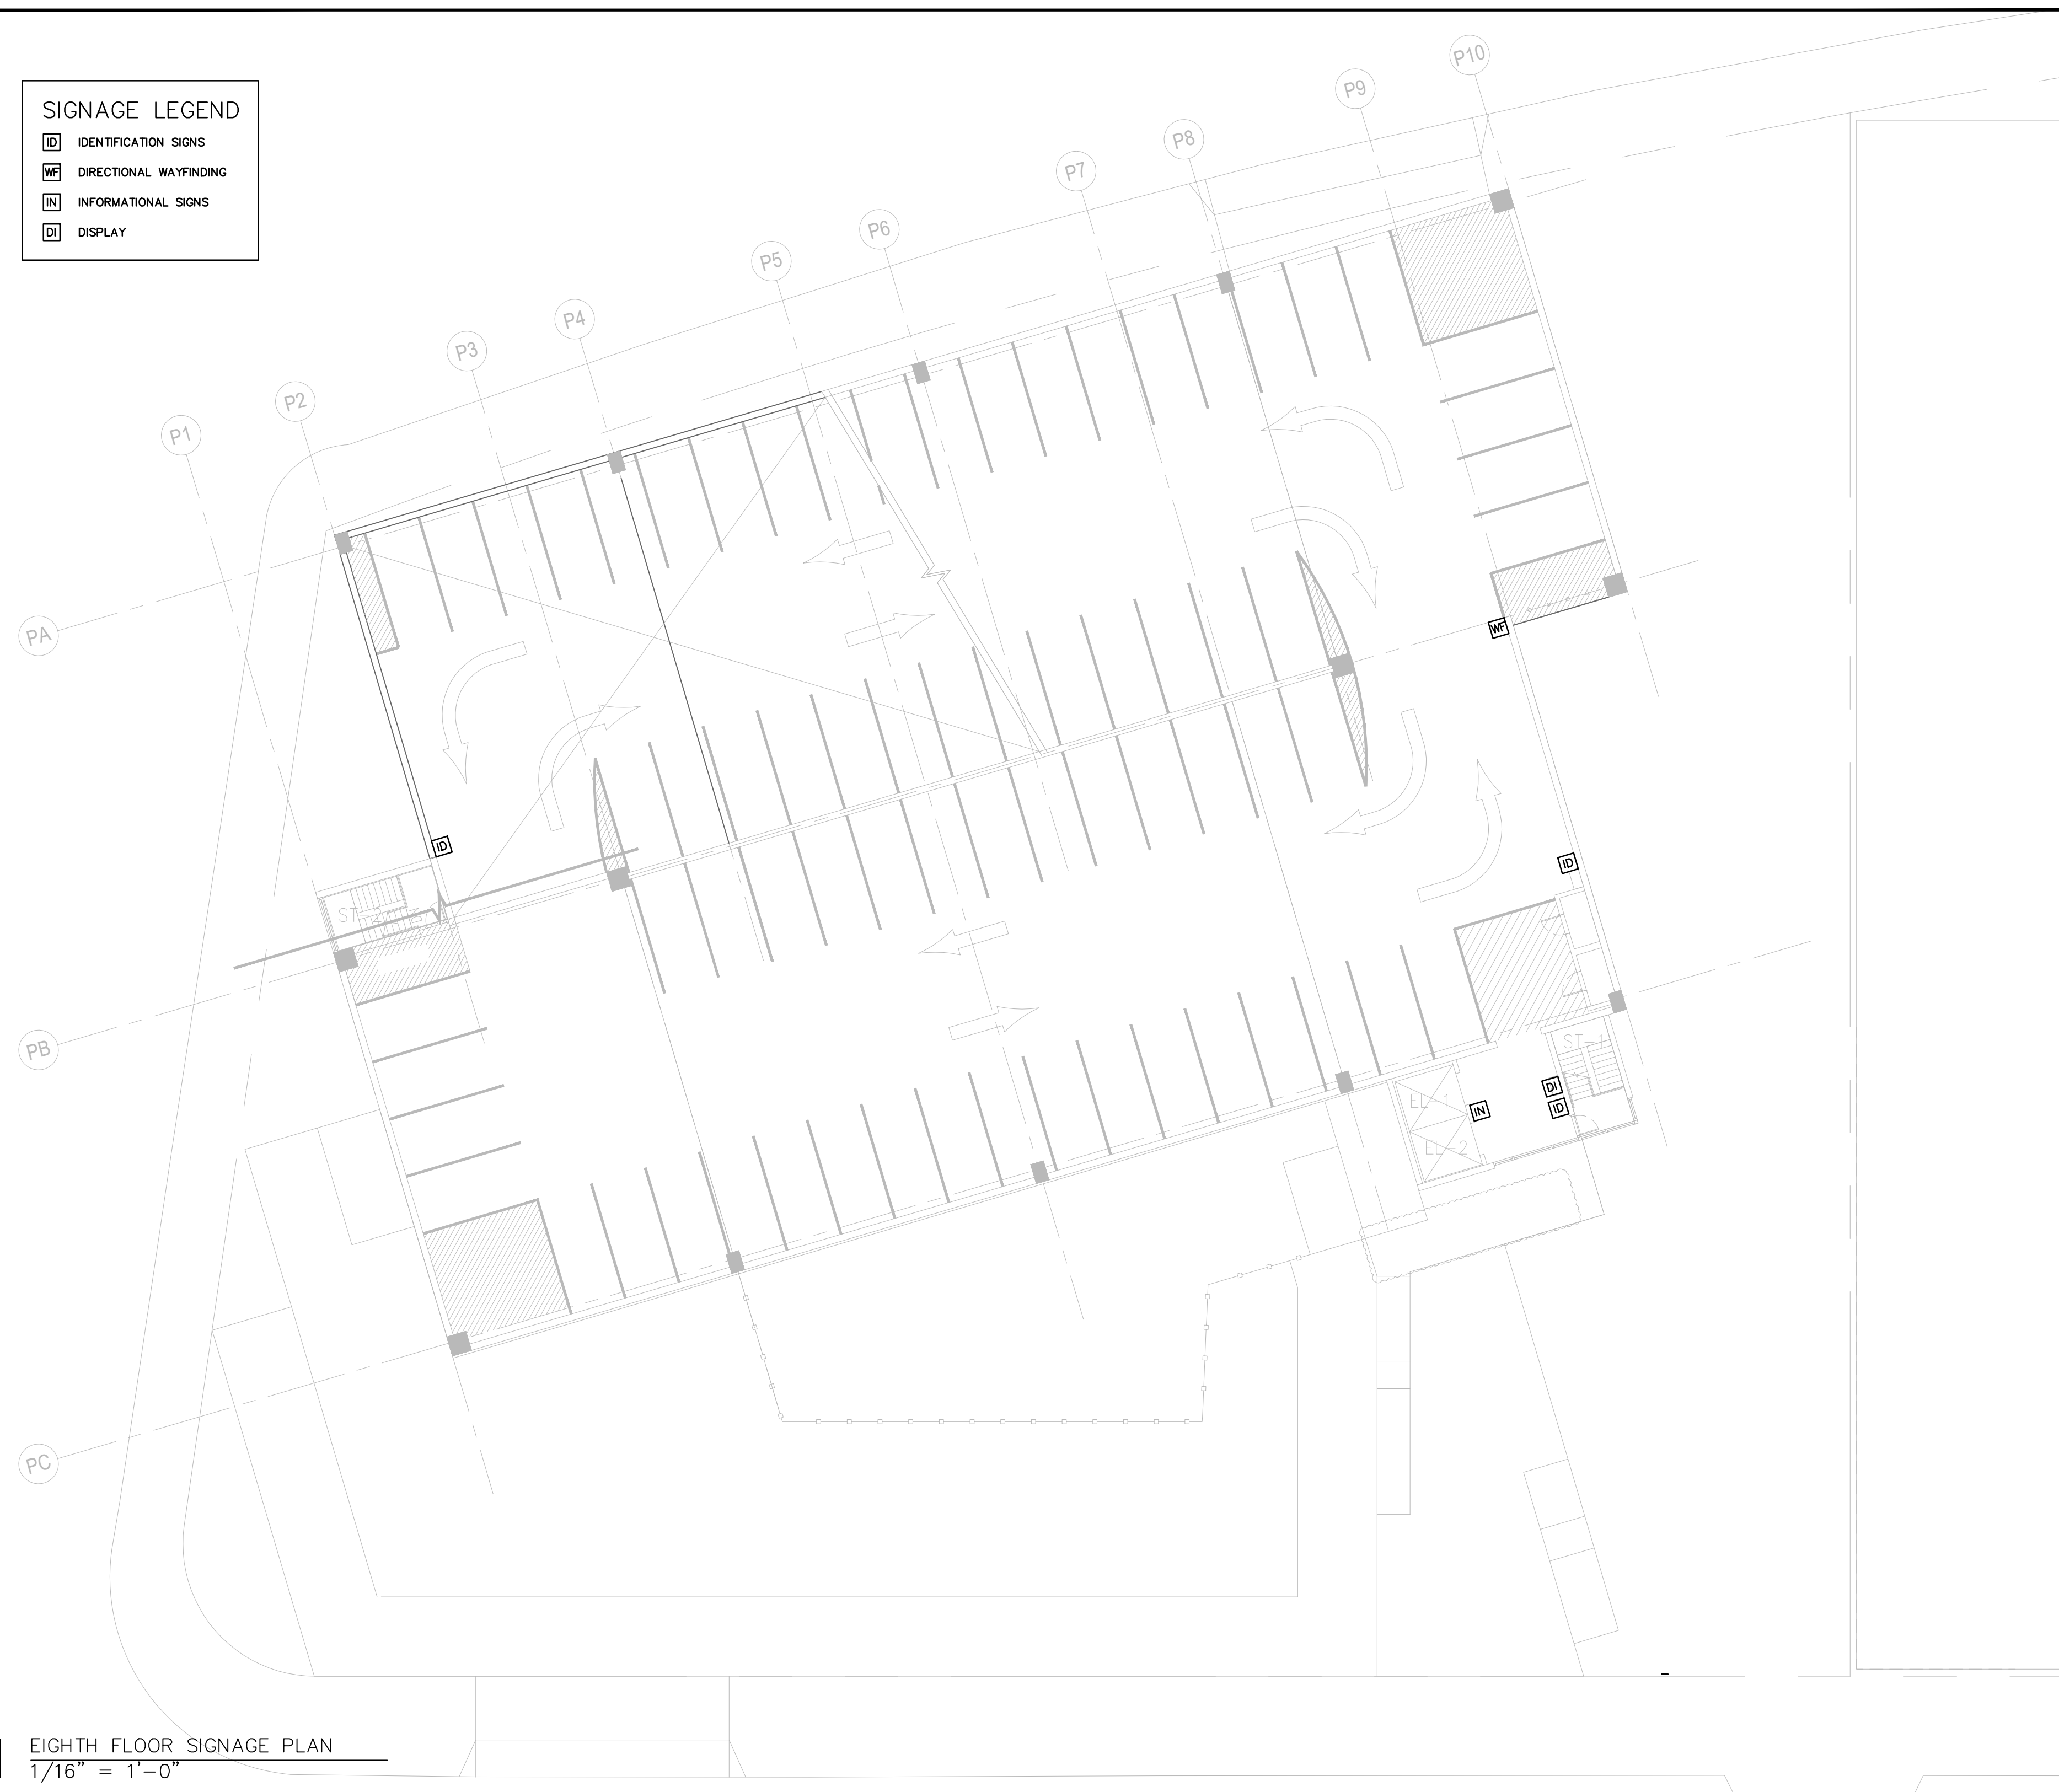 P10
P9
P8
P7
P6
P5
P4
P3
P2
P1
SIGNAGE LEGEND
ID IDENTIFICATION SIGNS
WF DIRECTIONAL WAYFINDING
IN INFORMATIONAL SIGNS
DI DISPLAY
PA
WF
ID
ID
PB
ST-1
DI
EL-1
IN
ID
EL-2
PC
EIGHTH FLOOR SIGNAGE PLAN
1/16" = 1'-0"